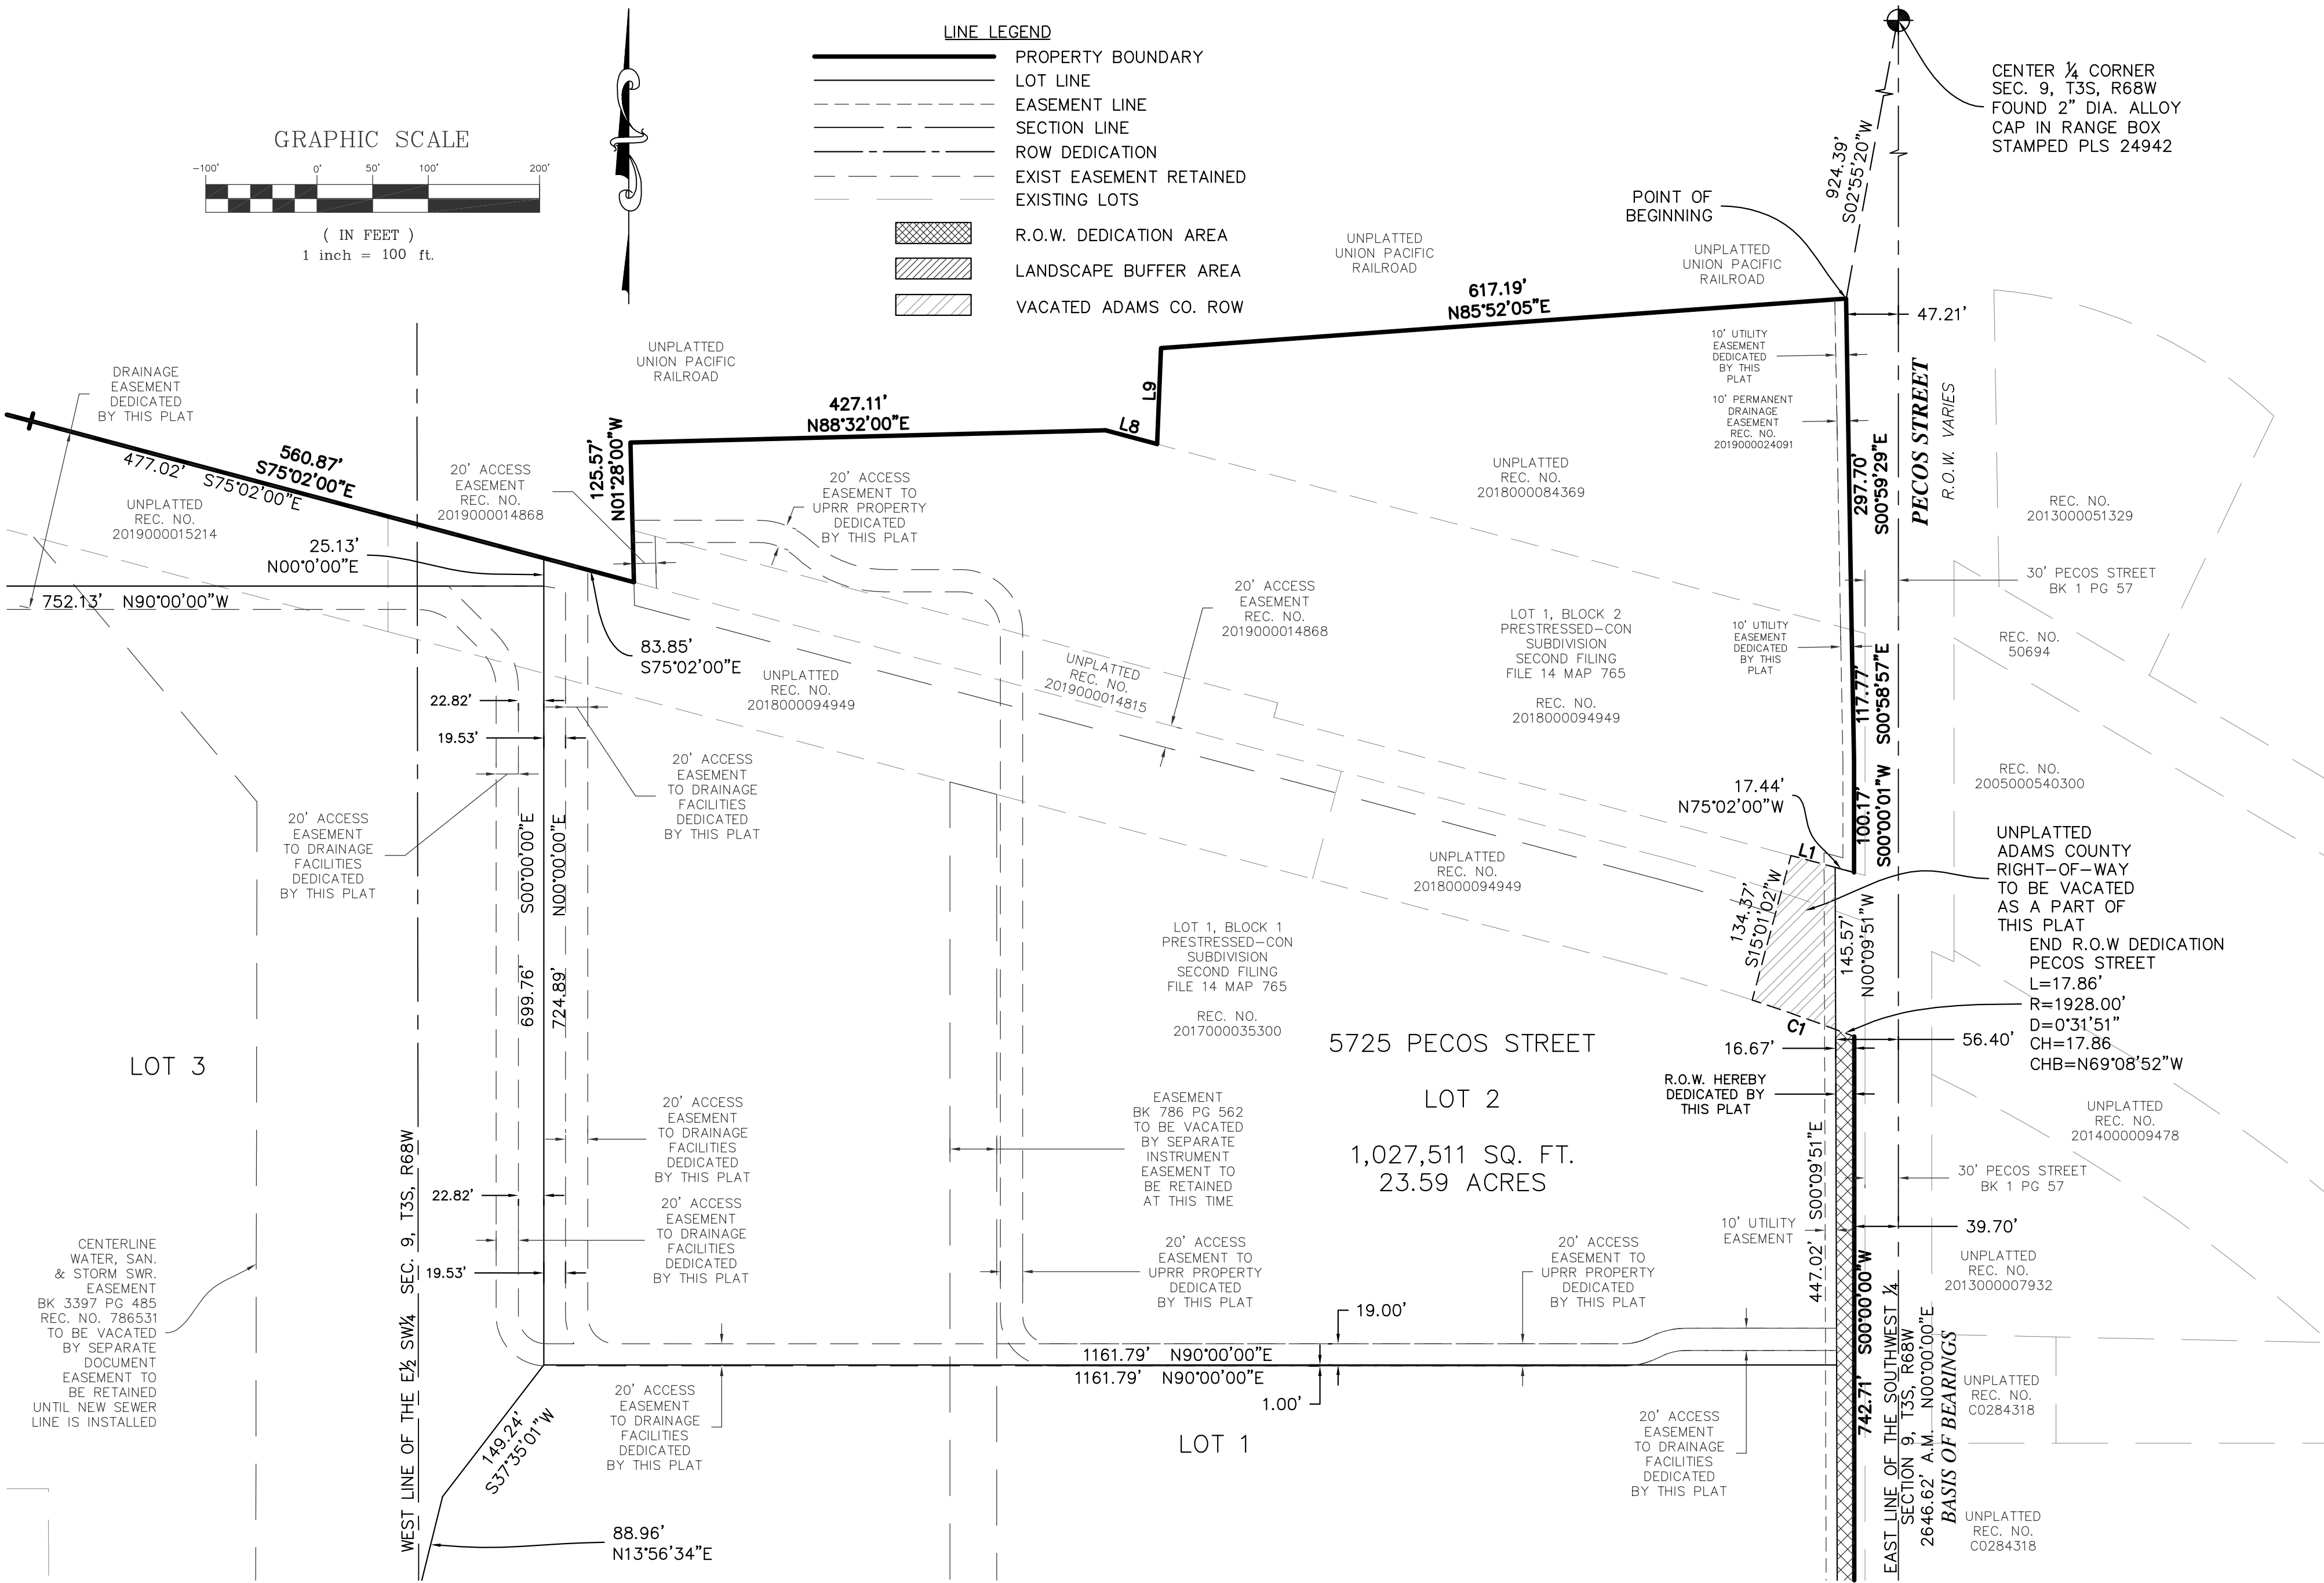 GRAPHIC SCALE
-100' 0' 50' 100' 200'
( IN FEET )
1 inch = 100 ft.
LINE LEGEND
PROPERTY BOUNDARY
LOT LINE
EASEMENT LINE
SECTION LINE
ROW DEDICATION
EXIST EASEMENT RETAINED
EXISTING LOTS
R.O.W. DEDICATION AREA
LANDSCAPE BUFFER AREA
VACATED ADAMS CO. ROW
CENTER ¼ CORNER
SEC. 9, T3S, R68W
FOUND 2" DIA. ALLOY
CAP IN RANGE BOX
STAMPED PLS 24942
924.39'
S02°55'20"W
POINT OF
BEGINNING
UNPLATTED
UNION PACIFIC
RAILROAD
UNPLATTED
UNION PACIFIC
RAILROAD
617.19'
N85°52'05"E
47.21'
UNPLATTED
UNION PACIFIC
RAILROAD
DRAINAGE
EASEMENT
DEDICATED
BY THIS PLAT
560.87'
S75°02'00"E
477.02' S75°02'00"E
UNPLATTED
REC. NO.
2019000015214
25.13'
N00°0'00"E
752.13' N90°00'00"W
20' ACCESS
EASEMENT
REC. NO.
2019000014868
125.57'
N01°28'00"W
427.11'
N88°32'00"E
L8
L9
20' ACCESS
EASEMENT TO
UPRR PROPERTY
DEDICATED
BY THIS PLAT
10' UTILITY
EASEMENT
DEDICATED
BY THIS
PLAT
10' PERMANENT
DRAINAGE
EASEMENT
REC. NO.
2019000024091
297.70'
S00°59'29"E
PECOS STREET
R.O.W. VARIES
UNPLATTED
REC. NO.
2018000084369
REC. NO.
2013000051329
30' PECOS STREET
BK 1 PG 57
REC. NO.
50694
REC. NO.
2005000540300
83.85'
S75°02'00"E
UNPLATTED
REC. NO.
2018000094949
UNPLATTED
REC. NO.
2019000014815
20' ACCESS
EASEMENT
REC. NO.
2019000014868
LOT 1, BLOCK 2
PRESTRESSED-CON
SUBDIVISION
SECOND FILING
FILE 14 MAP 765
REC. NO.
2018000094949
10' UTILITY
EASEMENT
DEDICATED
BY THIS
PLAT
117.77'
S00°58'57"E
100.17'
S00°00'01"W
17.44'
N75°02'00"W
22.82'
19.53'
20' ACCESS
EASEMENT
TO DRAINAGE
FACILITIES
DEDICATED
BY THIS PLAT
20' ACCESS
EASEMENT
TO DRAINAGE
FACILITIES
DEDICATED
BY THIS PLAT
699.76' S00°00'00"E
724.89' N00°00'00"E
UNPLATTED
REC. NO.
2018000094949
L1
134.37'
S15°01'02"W
145.57'
N00°09'51"W
C1
UNPLATTED
ADAMS COUNTY
RIGHT-OF-WAY
TO BE VACATED
AS A PART OF
THIS PLAT
END R.O.W DEDICATION
PECOS STREET
L=17.86'
R=1928.00'
D=0°31'51"
CH=17.86
CHB=N69°08'52"W
LOT 1, BLOCK 1
PRESTRESSED-CON
SUBDIVISION
SECOND FILING
FILE 14 MAP 765
REC. NO.
2017000035300
5725 PECOS STREET
LOT 2
1,027,511 SQ. FT.
23.59 ACRES
16.67'
56.40'
R.O.W. HEREBY
DEDICATED BY
THIS PLAT
LOT 3
WEST LINE OF THE E½ SW¼ SEC. 9, T3S, R68W
20' ACCESS
EASEMENT
TO DRAINAGE
FACILITIES
DEDICATED
BY THIS PLAT
22.82'
20' ACCESS
EASEMENT
TO DRAINAGE
FACILITIES
DEDICATED
BY THIS PLAT
19.53'
EASEMENT
BK 786 PG 562
TO BE VACATED
BY SEPARATE
INSTRUMENT
EASEMENT TO
BE RETAINED
AT THIS TIME
20' ACCESS
EASEMENT TO
UPRR PROPERTY
DEDICATED
BY THIS PLAT
20' ACCESS
EASEMENT TO
UPRR PROPERTY
DEDICATED
BY THIS PLAT
10' UTILITY
EASEMENT
447.02' S00°09'51"E
UNPLATTED
REC. NO.
2014000009478
30' PECOS STREET
BK 1 PG 57
39.70'
UNPLATTED
REC. NO.
2013000007932
742.71' S00°00'00"W
EAST LINE OF THE SOUTHWEST ¼
SECTION 9, T3S, R68W
2646.62' A.M. N00°00'00"E
BASIS OF BEARINGS
UNPLATTED
REC. NO.
C0284318
UNPLATTED
REC. NO.
C0284318
CENTERLINE
WATER, SAN.
& STORM SWR.
EASEMENT
BK 3397 PG 485
REC. NO. 786531
TO BE VACATED
BY SEPARATE
DOCUMENT
EASEMENT TO
BE RETAINED
UNTIL NEW SEWER
LINE IS INSTALLED
19.00'
1161.79' N90°00'00"E
1161.79' N90°00'00"E
1.00'
149.24'
S37°35'01"W
20' ACCESS
EASEMENT
TO DRAINAGE
FACILITIES
DEDICATED
BY THIS PLAT
LOT 1
20' ACCESS
EASEMENT
TO DRAINAGE
FACILITIES
DEDICATED
BY THIS PLAT
88.96'
N13°56'34"E